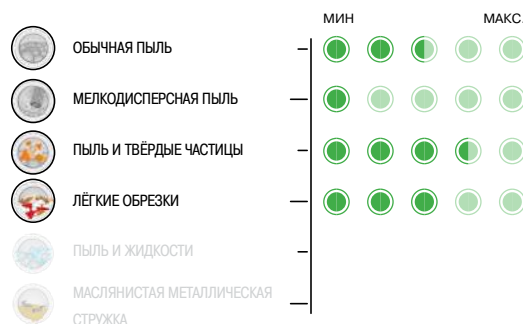 МИН МАКС.
ОБЫЧНАЯ ПЫЛЬ
МЕЛКОДИСПЕРСНАЯ ПЫЛЬ
ПЫЛЬ И ТВЁРДЫЕ ЧАСТИЦЫ
ЛЁГКИЕ ОБРЕЗКИ
ПЫЛЬ И ЖИДКОСТИ
МАСЛЯНИСТАЯ МЕТАЛЛИЧЕСКАЯ
СТРУЖКА